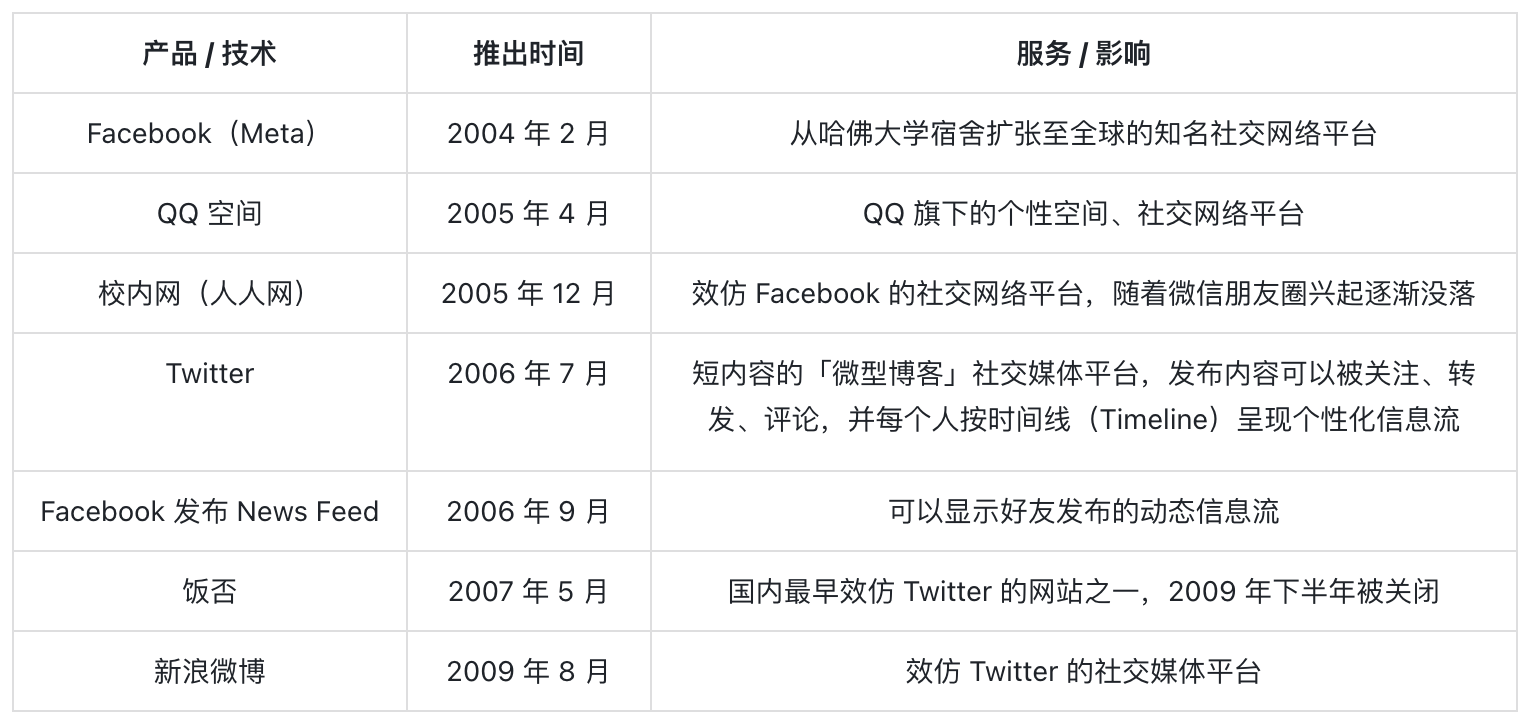 产品 / 技术
推出时间
服务 / 影响
Facebook（Meta）
2004 年 2 月
从哈佛大学宿舍扩张至全球的知名社交网络平台
QQ 空间
2005 年 4 月
QQ 旗下的个性空间、社交网络平台
校内网（人人网）
2005 年 12 月
效仿 Facebook 的社交网络平台，随着微信朋友圈兴起逐渐没落
Twitter
2006 年 7 月
短内容的「微型博客」社交媒体平台，发布内容可以被关注、转
发、评论，并每个人按时间线（Timeline）呈现个性化信息流
Facebook 发布 News Feed
2006 年 9 月
可以显示好友发布的动态信息流
饭否
2007 年 5 月
国内最早效仿 Twitter 的网站之一，2009 年下半年被关闭
新浪微博
2009 年 8 月
效仿 Twitter 的社交媒体平台